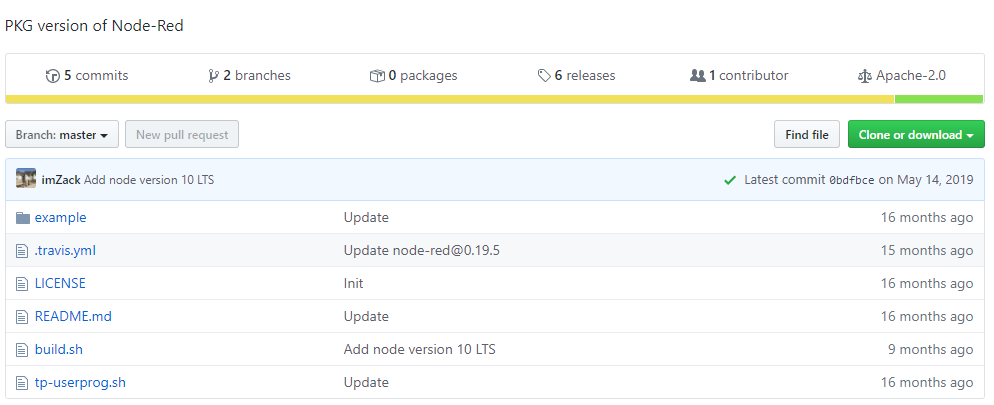 PKG version of Node-Red
5 commits 2 branches 0 packages 6 releases 1 contributor Apache-2.0
Branch: master New pull request Find file Clone or download
imZack Add node version 10 LTS Latest commit 0bdfbce on May 14, 2019
example Update 16 months ago
.travis.yml Update node-red@0.19.5 15 months ago
LICENSE Init 16 months ago
README.md Update 16 months ago
build.sh Add node version 10 LTS 9 months ago
tp-userprog.sh Update 16 months ago